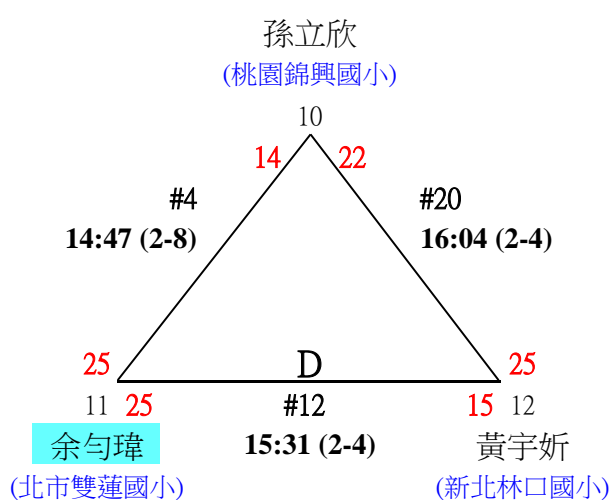 孫立欣
(桃園錦興國小)
10
14 22
#4 #20
14:47 (2-8) 16:04 (2-4)
25 D 25
11 25 #12 15 12
余勻瑋 15:31 (2-4) 黃宇妡
(北市雙蓮國小) (新北林口國小)